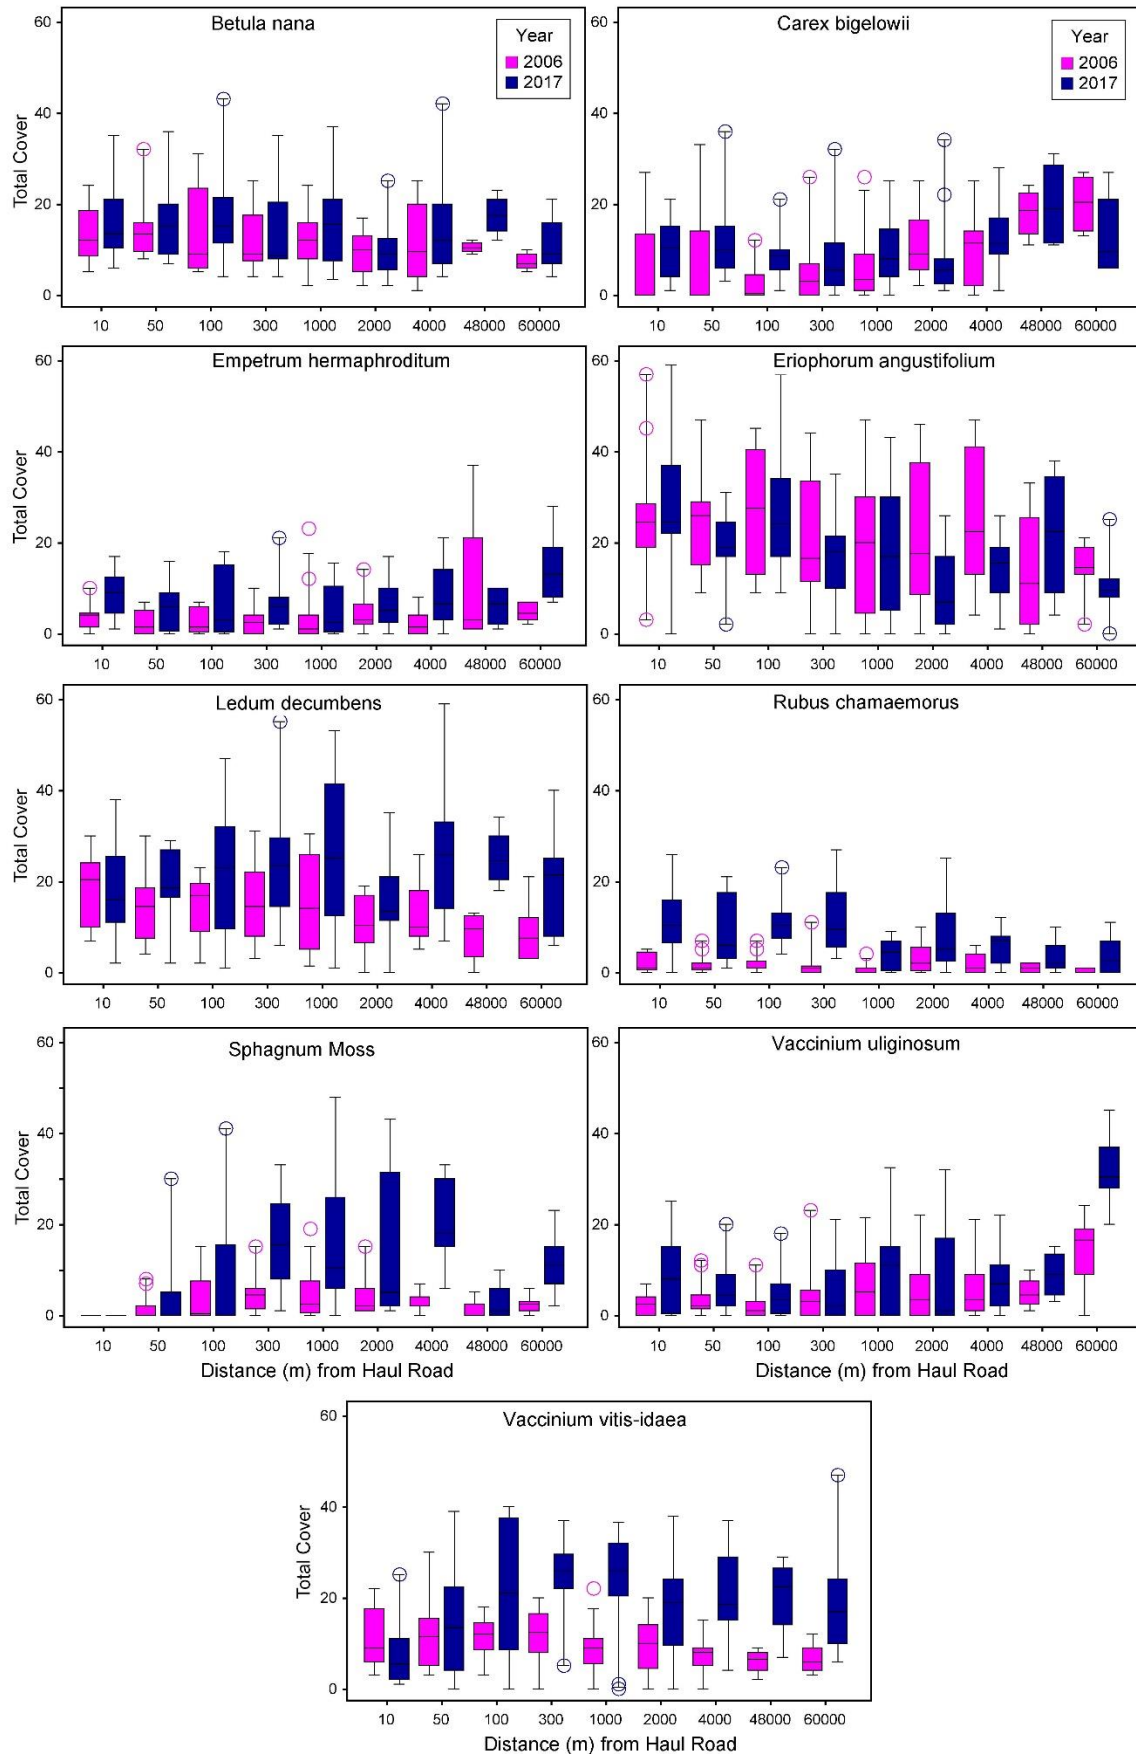 Betula nana
Year
2006
2017
60
40
20
0
Total Cover
10 50 100 300 1000 2000 4000 48000 60000
Carex bigelowii
Year
2006
2017
60
40
20
0
Total Cover
10 50 100 300 1000 2000 4000 48000 60000
Empetrum hermaphroditum
60
40
20
0
Total Cover
10 50 100 300 1000 2000 4000 48000 60000
Eriophorum angustifolium
60
40
20
0
Total Cover
10 50 100 300 1000 2000 4000 48000 60000
Ledum decumbens
60
40
20
0
Total Cover
10 50 100 300 1000 2000 4000 48000 60000
Rubus chamaemorus
60
40
20
0
Total Cover
10 50 100 300 1000 2000 4000 48000 60000
Sphagnum Moss
60
40
20
0
Total Cover
10 50 100 300 1000 2000 4000 48000 60000
Distance (m) from Haul Road
Vaccinium uliginosum
60
40
20
0
Total Cover
10 50 100 300 1000 2000 4000 48000 60000
Distance (m) from Haul Road
Vaccinium vitis-idaea
60
40
20
0
Total Cover
10 50 100 300 1000 2000 4000 48000 60000
Distance (m) from Haul Road